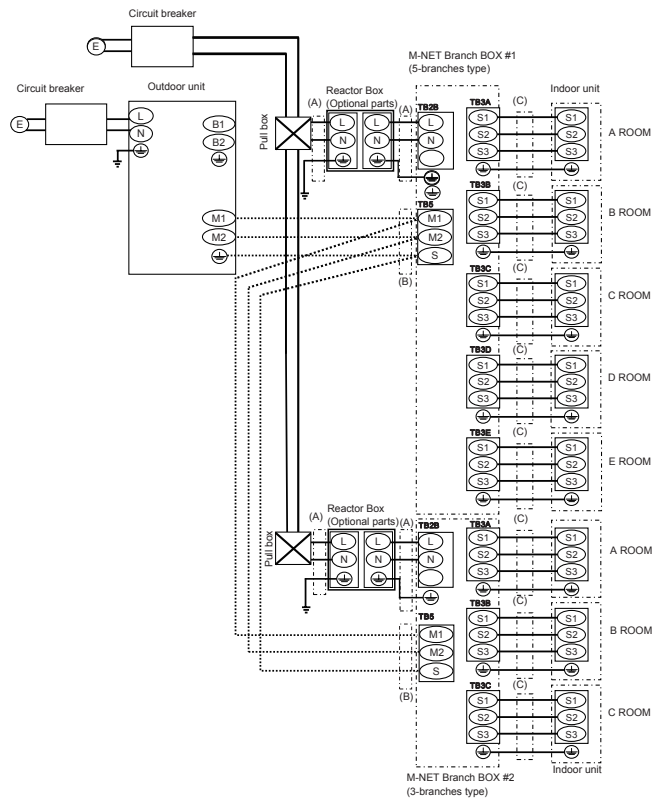 Circuit breaker
E
M-NET Branch BOX #1
(5-branches type)
Circuit breaker
Outdoor unit
Reactor Box
(Optional parts)
Indoor unit
(A)
(A)
TB2B
TB3A
(C)
E
L
N
B1
B2
Pull box
L
N
L
N
L
N
S1
S2
S3
S1
S2
S3
A ROOM
TB3B
(C)
S1
S2
S3
S1
S2
S3
B ROOM
M1
M2
TB5
M1
M2
S
(B)
TB3C
(C)
S1
S2
S3
S1
S2
S3
C ROOM
TB3D
(C)
S1
S2
S3
S1
S2
S3
D ROOM
TB3E
(C)
S1
S2
S3
S1
S2
S3
E ROOM
Reactor Box
(Optional parts)
(A)
(A)
TB2B
TB3A
(C)
Pull box
L
N
L
N
L
N
S1
S2
S3
S1
S2
S3
A ROOM
TB5
M1
M2
S
(B)
TB3B
(C)
S1
S2
S3
S1
S2
S3
B ROOM
TB3C
(C)
S1
S2
S3
S1
S2
S3
C ROOM
Indoor unit
M-NET Branch BOX #2
(3-branches type)